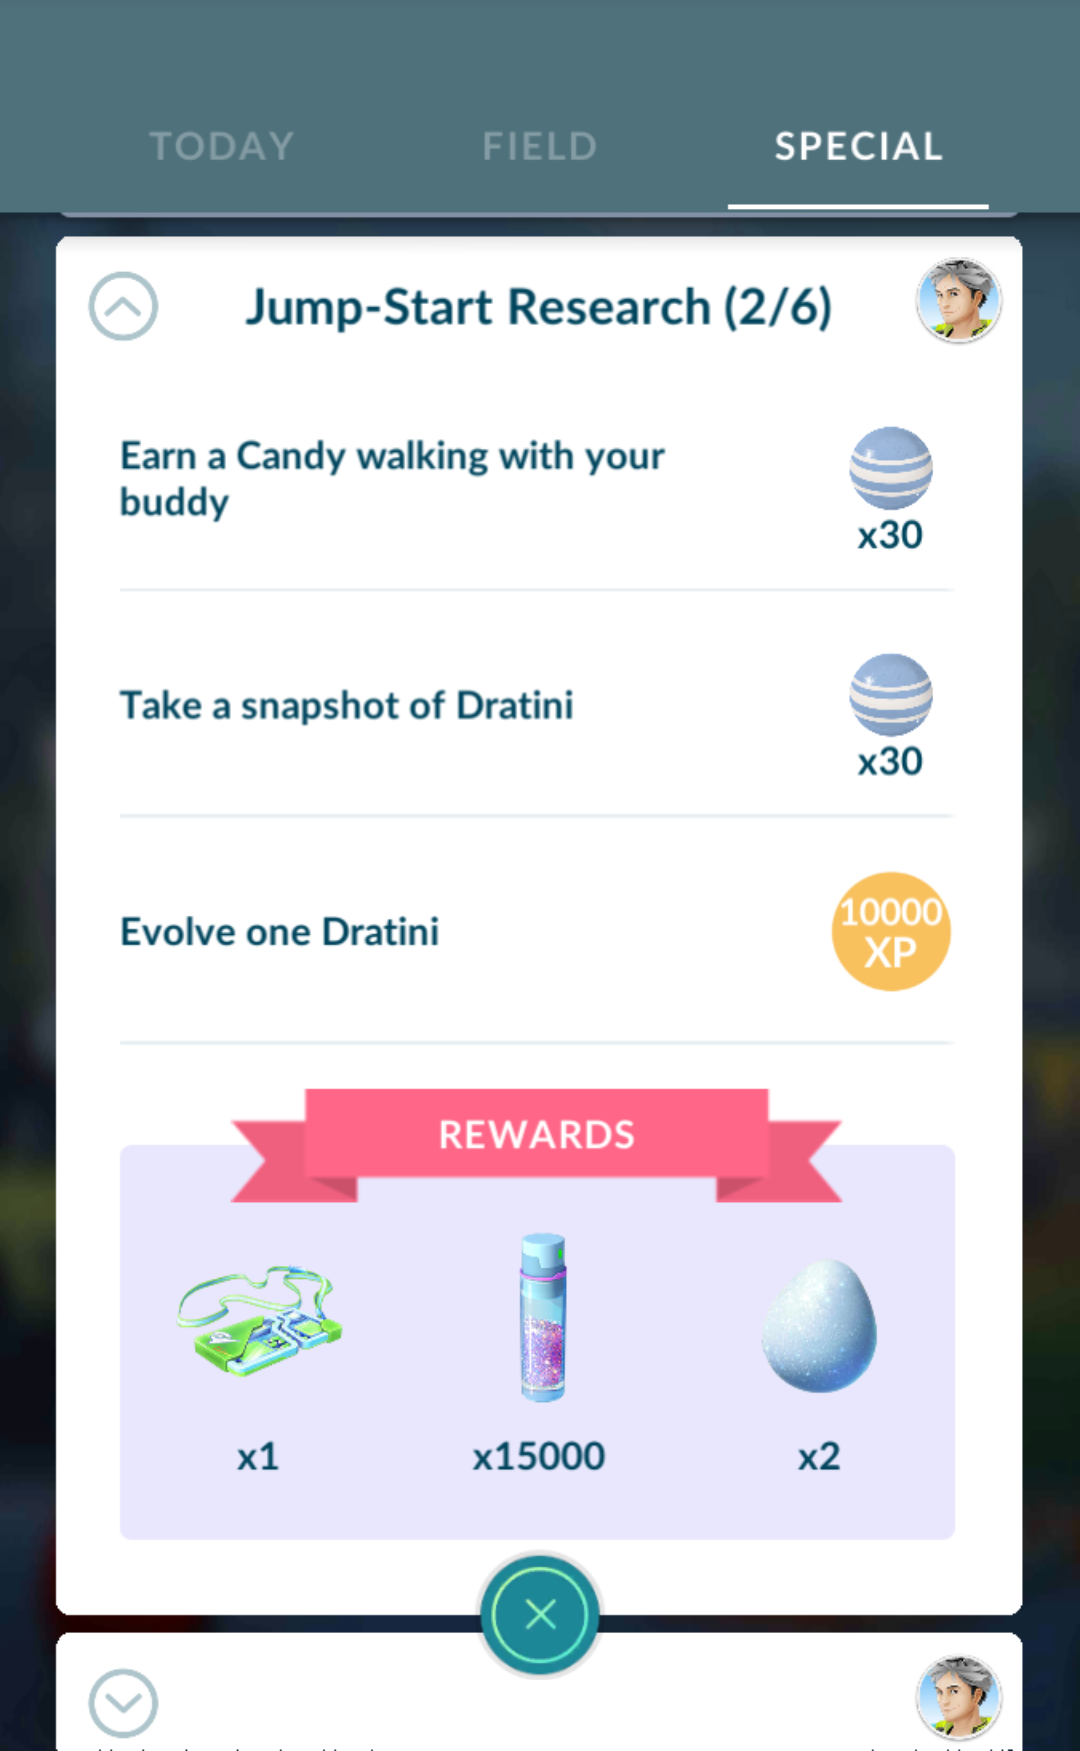 TODAY FIELD SPECIAL
Jump-Start Research (2/6)
Earn a Candy walking with your
buddy
x30
Take a snapshot of Dratini
x30
Evolve one Dratini
10000
XP
REWARDS
x1 x15000 x2